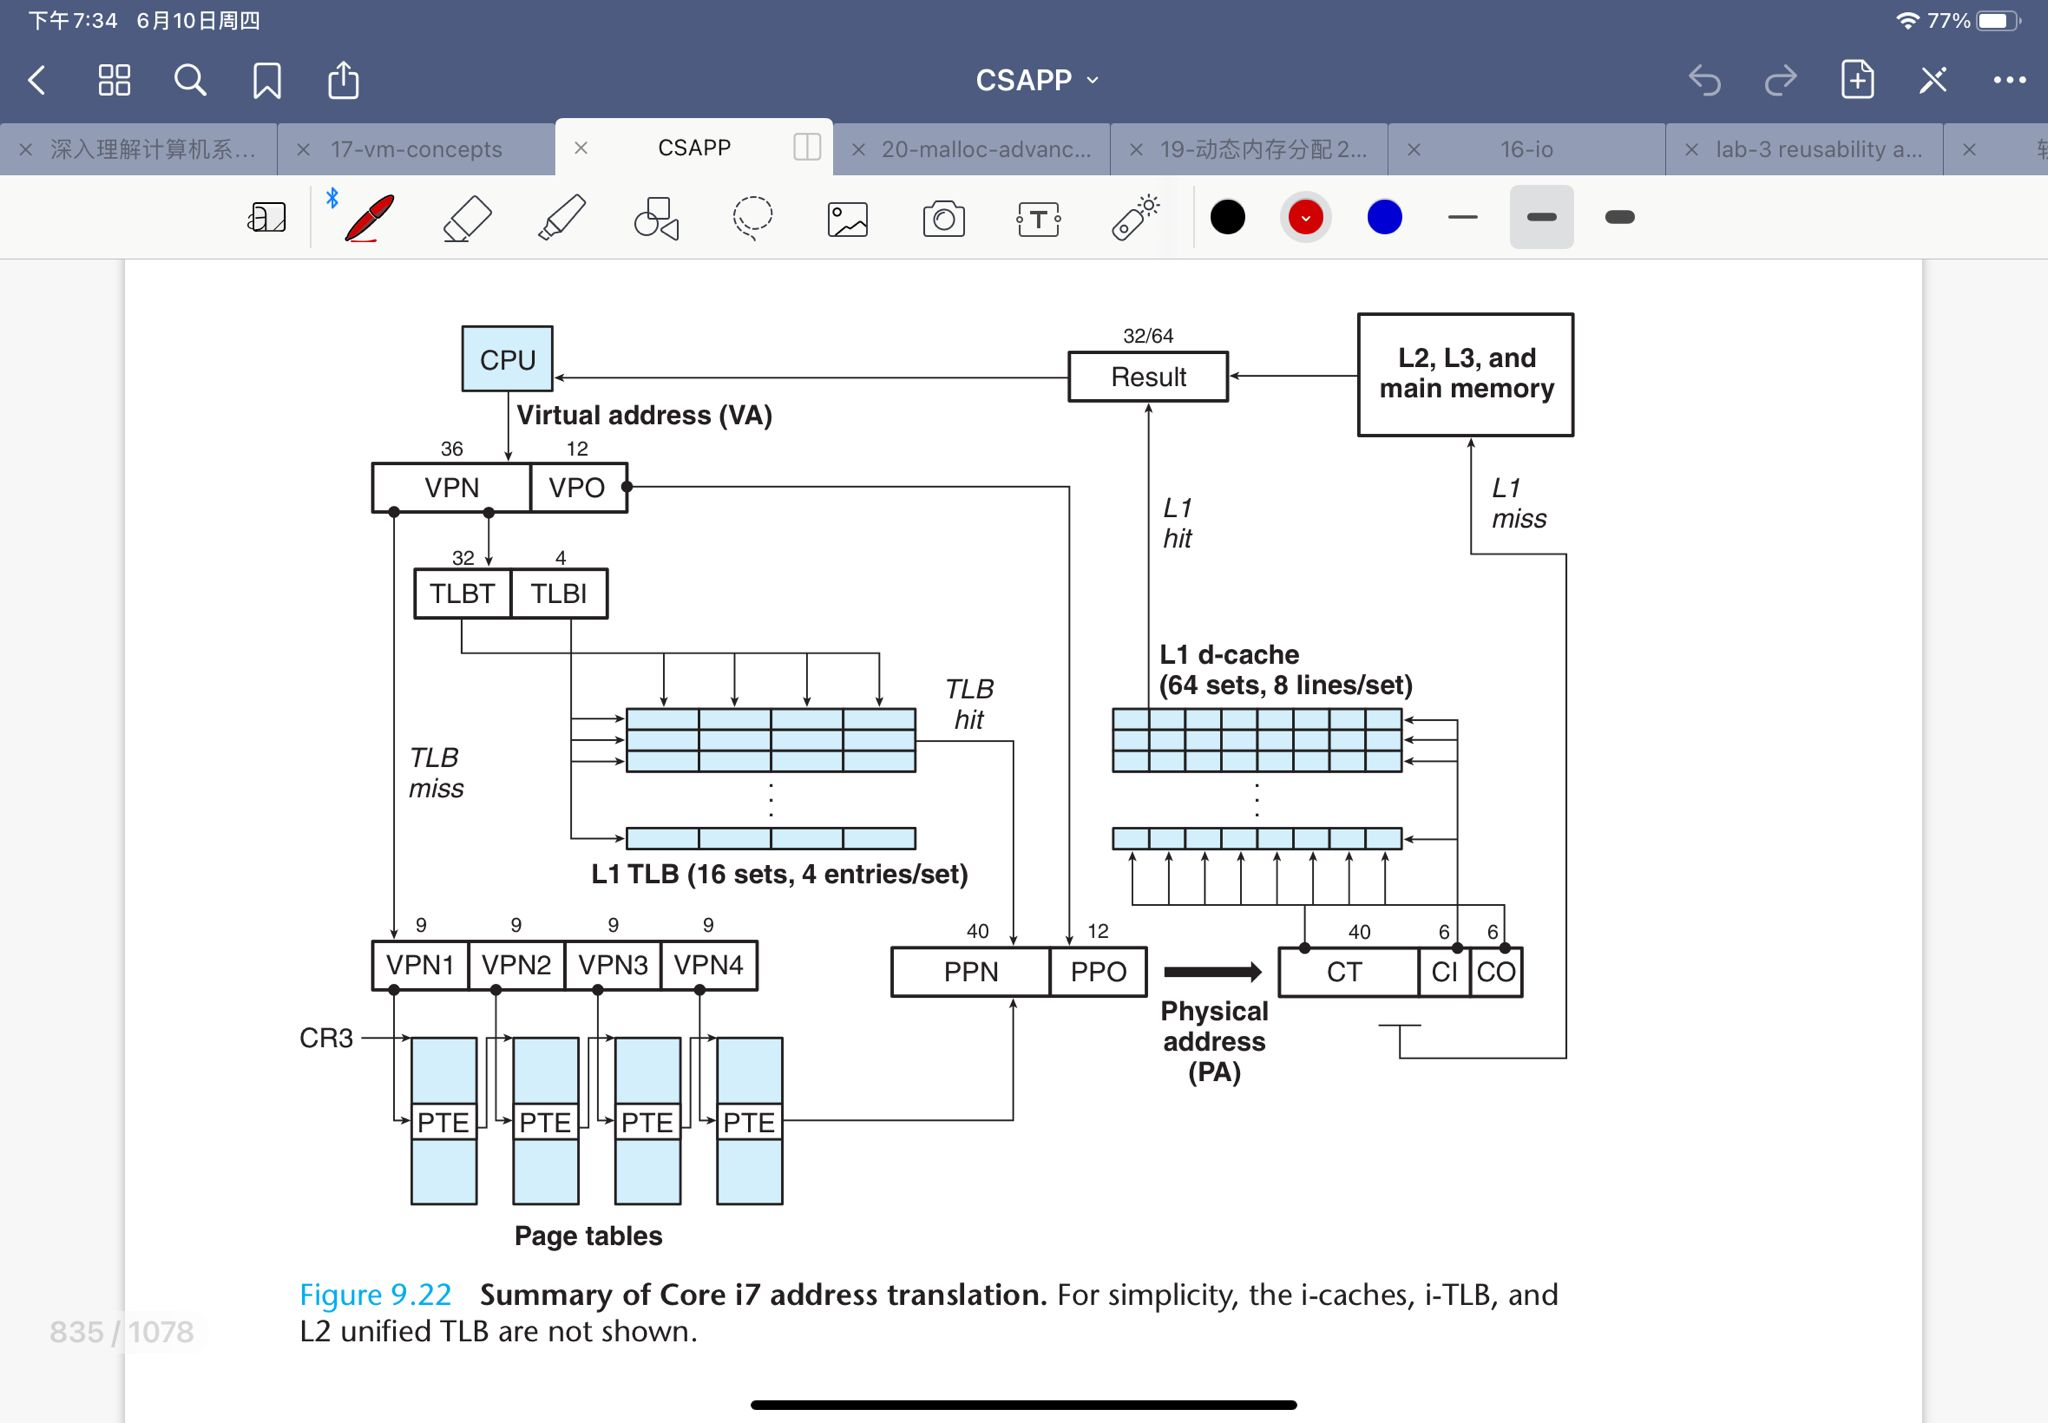 下午7:34 6月10日周四
77%
CSAPP
深入理解计算机系...
17-vm-concepts
CSAPP
20-malloc-advanc...
19-动态内存分配 2...
16-io
lab-3 reusability a...
a
T
32/64
CPU
Result
L2, L3, and
main memory
Virtual address (VA)
36 12
VPN VPO
L1
hit
L1
miss
32 4
TLBT TLBI
L1 d-cache
(64 sets, 8 lines/set)
TLB
hit
TLB
miss
L1 TLB (16 sets, 4 entries/set)
9 9 9 9
VPN1 VPN2 VPN3 VPN4
40 12
PPN PPO
40 6 6
CT CI CO
Physical
address
(PA)
CR3
PTE PTE PTE PTE
Page tables
Figure 9.22 Summary of Core i7 address translation. For simplicity, the i-caches, i-TLB, and
L2 unified TLB are not shown.
835 / 1078